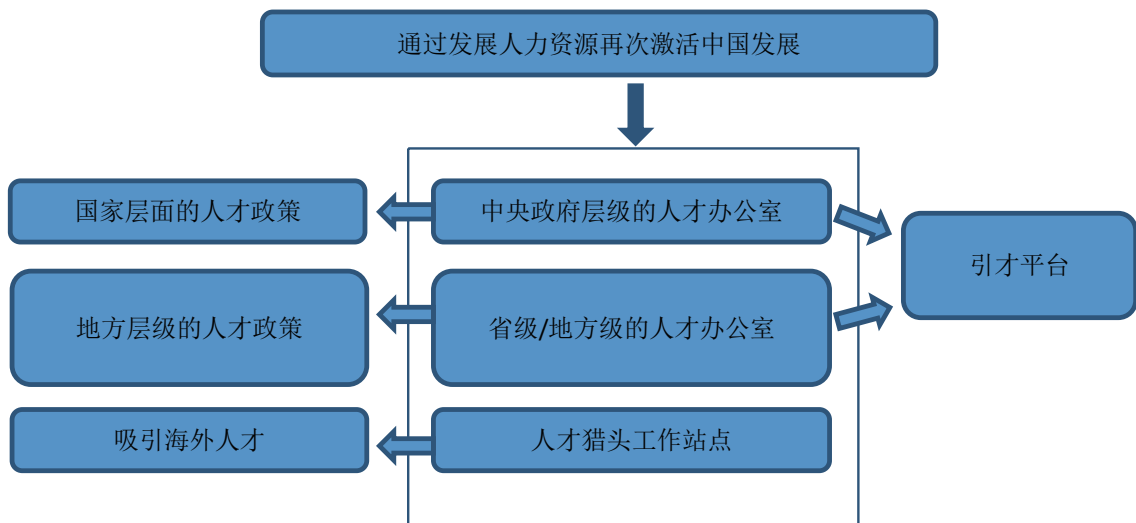 通过发展人力资源再次激活中国发展
国家层面的人才政策
中央政府层级的人才办公室
引才平台
地方层级的人才政策
省级/地方级的人才办公室
吸引海外人才
人才猎头工作站点